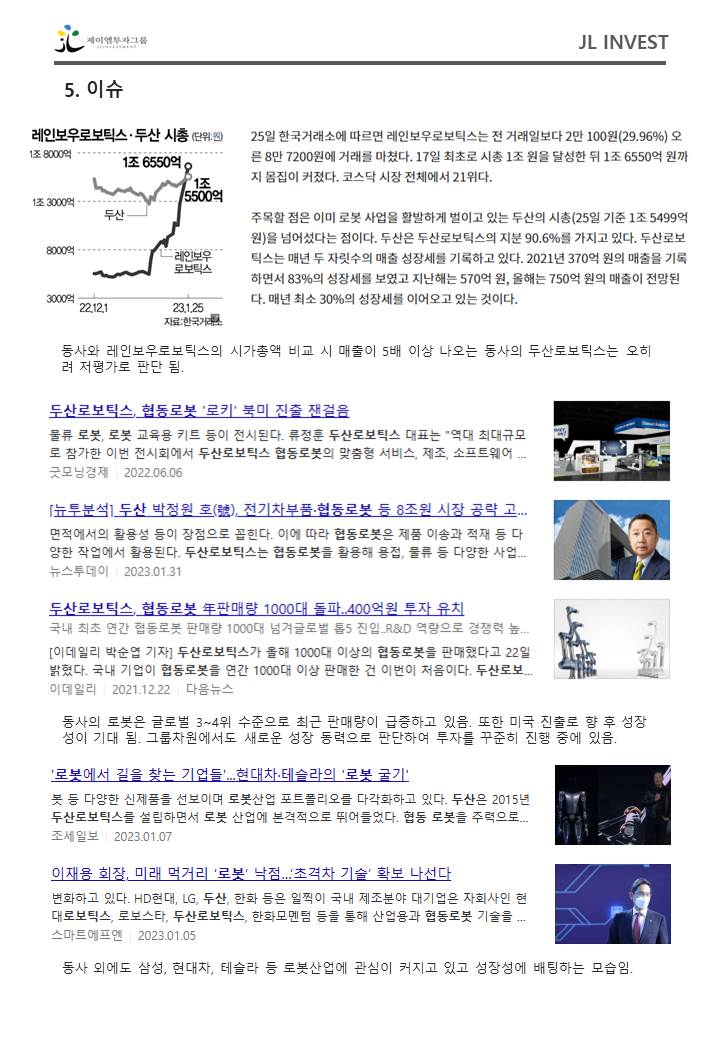 제이엘투자그룹
JLINVESTMENT
JL INVEST
5. 이슈
레인보우로보틱스·두산 시총 (단위:원)
1조 8000억
1조 3000억
8000억
3000억
1조 6550억
1조
5500억
두산
레인보우
로보틱스
22,12,1
23,1,25
자료:한국거래소
25일 한국거래소에 따르면 레인보우로보틱스는 전 거래일보다 2만 100원(29.96%) 오
른 8만 7200원에 거래를 마쳤다. 17일 최초로 시총 1조 원을 달성한 뒤 1조 6550억 원까
지 몸집이 커졌다. 코스닥 시장 전체에서 21위다.
주목할 점은 이미 로봇 사업을 활발하게 벌이고 있는 두산의 시총(25일 기준 1조 5499억
원)을 넘어섰다는 점이다. 두산은 두산로보틱스의 지분 90.6%를 가지고 있다. 두산로보
틱스는 매년 두 자릿수의 매출 성장세를 기록하고 있다. 2021년 370억 원의 매출을 기록
하면서 83%의 성장세를 보였고 지난해는 570억 원, 올해는 750억 원의 매출이 전망된
다. 매년 최소 30%의 성장세를 이어오고 있는 것이다.
동사와 레인보우로보틱스의 시가총액 비교 시 매출이 5배 이상 나오는 동사의 두산로보틱스는 오히
려 저평가로 판단 됨.
두산로보틱스, 협동로봇 '로키' 북미 진출 잰걸음
물류 로봇, 로봇 교육용 키트 등이 전시된다. 류정훈 두산로보틱스 대표는 "역대 최대규모
로 참가한 이번 전시회에서 두산로보틱스 협동로봇의 맞춤형 서비스, 제조, 소프트웨어 ...
굿모닝경제 | 2022.06.06
[뉴투분석] 두산 박정원 호(號), 전기차부품·협동로봇 등 8조원 시장 공략 고...
면적에서의 활용성 등이 장점으로 꼽힌다. 이에 따라 협동로봇은 제품 이송과 적재 등 다
양한 작업에서 활용된다. 두산로보틱스는 협동로봇을 활용해 용접, 물류 등 다양한 사업...
뉴스투데이 | 2023.01.31
두산로보틱스, 협동로봇 年판매량 1000대 돌파..400억원 투자 유치
국내 최초 연간 협동로봇 판매량 1000대 넘겨글로벌 톱5 진입..R&D 역량으로 경쟁력 높...
[이데일리 박순엽 기자] 두산로보틱스가 올해 1000대 이상의 협동로봇을 판매했다고 22일
밝혔다. 국내 기업이 협동로봇을 연간 1000대 이상 판매한 건 이번이 처음이다. 두산로보...
이데일리 | 2021.12.22 | 다음뉴스
동사의 로봇은 글로벌 3~4위 수준으로 최근 판매량이 급증하고 있음. 또한 미국 진출로 향 후 성장
성이 기대 됨. 그룹차원에서도 새로운 성장 동력으로 판단하여 투자를 꾸준히 진행 중에 있음.
'로봇에서 길을 찾는 기업들'...현대차·테슬라의 '로봇 굴기'
봇 등 다양한 신제품을 선보이며 로봇산업 포트폴리오를 다각화하고 있다. 두산은 2015년
두산로보틱스를 설립하면서 로봇 산업에 본격적으로 뛰어들었다. 협동 로봇을 주력으로...
조세일보 | 2023.01.07
이재용 회장, 미래 먹거리 '로봇' 낙점...'초격차 기술' 확보 나선다
변화하고 있다. HD현대, LG, 두산, 한화 등은 일찍이 국내 제조분야 대기업은 자회사인 현
대로보틱스, 로보스타, 두산로보틱스, 한화모멘텀 등을 통해 산업용과 협동로봇 기술을 ...
스마트에프엔 | 2023.01.05
동사 외에도 삼성, 현대차, 테슬라 등 로봇산업에 관심이 커지고 있고 성장성에 배팅하는 모습임.